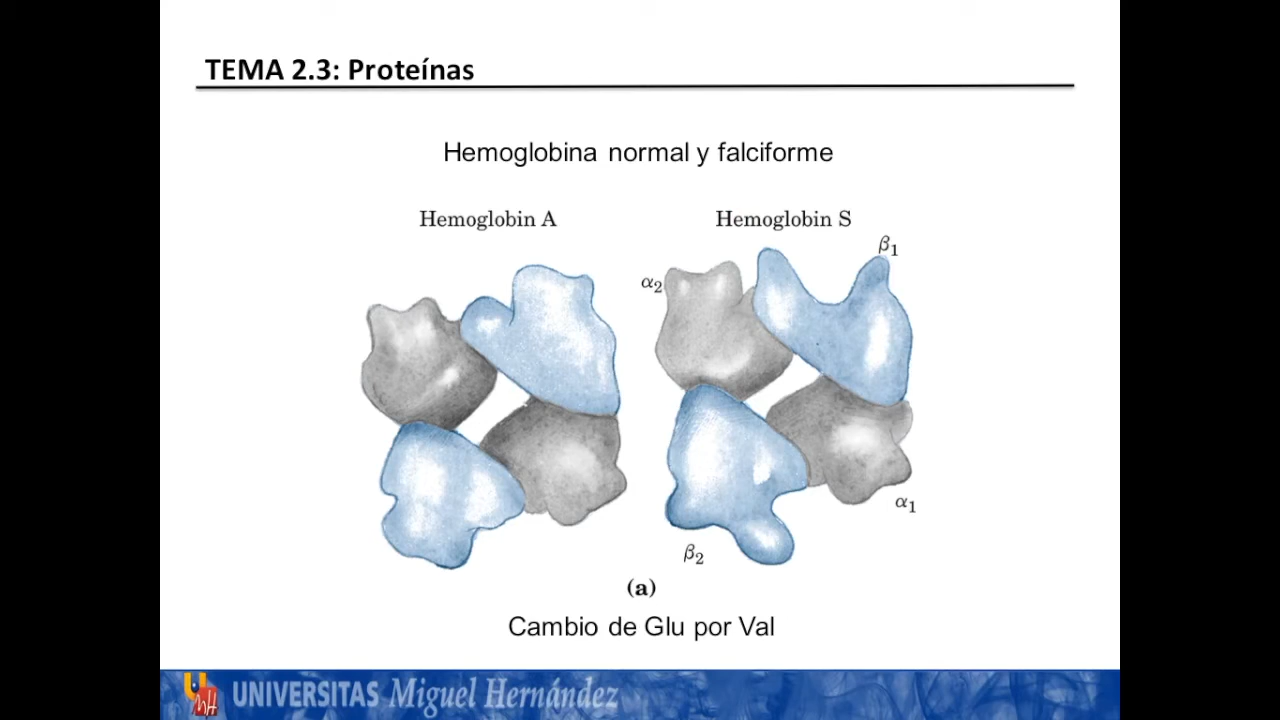 TEMA 2.3: Proteínas
Hemoglobina normal y falciforme
Hemoglobin A
Hemoglobin S
β1
α2
α1
β2
(a)
Cambio de Glu por Val
UNIVERSITAS Miguel Hernández